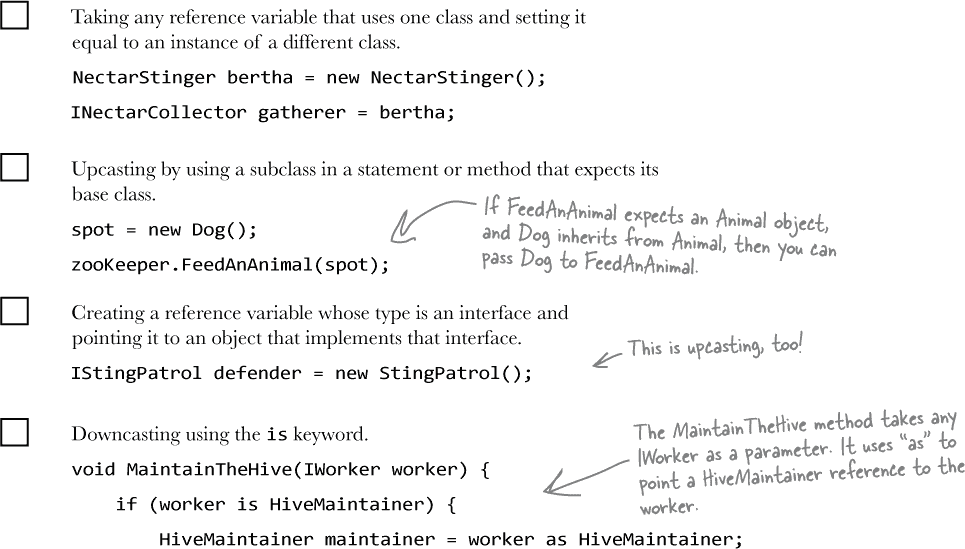 Taking any reference variable that uses one class and setting it
equal to an instance of a different class.
NectarStinger bertha = new NectarStinger();
INectarCollector gatherer = bertha;
Upcasting by using a subclass in a statement or method that expects its
base class.
spot = new Dog();
zooKeeper.FeedAnAnimal(spot);
If FeedAnAnimal expects an Animal object,
and Dog inherits from Animal, then you can
pass Dog to FeedAnAnimal.
Creating a reference variable whose type is an interface and
pointing it to an object that implements that interface.
IStingPatrol defender = new StingPatrol();
This is upcasting, too!
Downcasting using the is keyword.
void MaintainTheHive(IWorker worker) {
if (worker is HiveMaintainer) {
HiveMaintainer maintainer = worker as HiveMaintainer;
The MaintainTheHive method takes any
IWorker as a parameter. It uses “as” to
point a HiveMaintainer reference to the
worker.